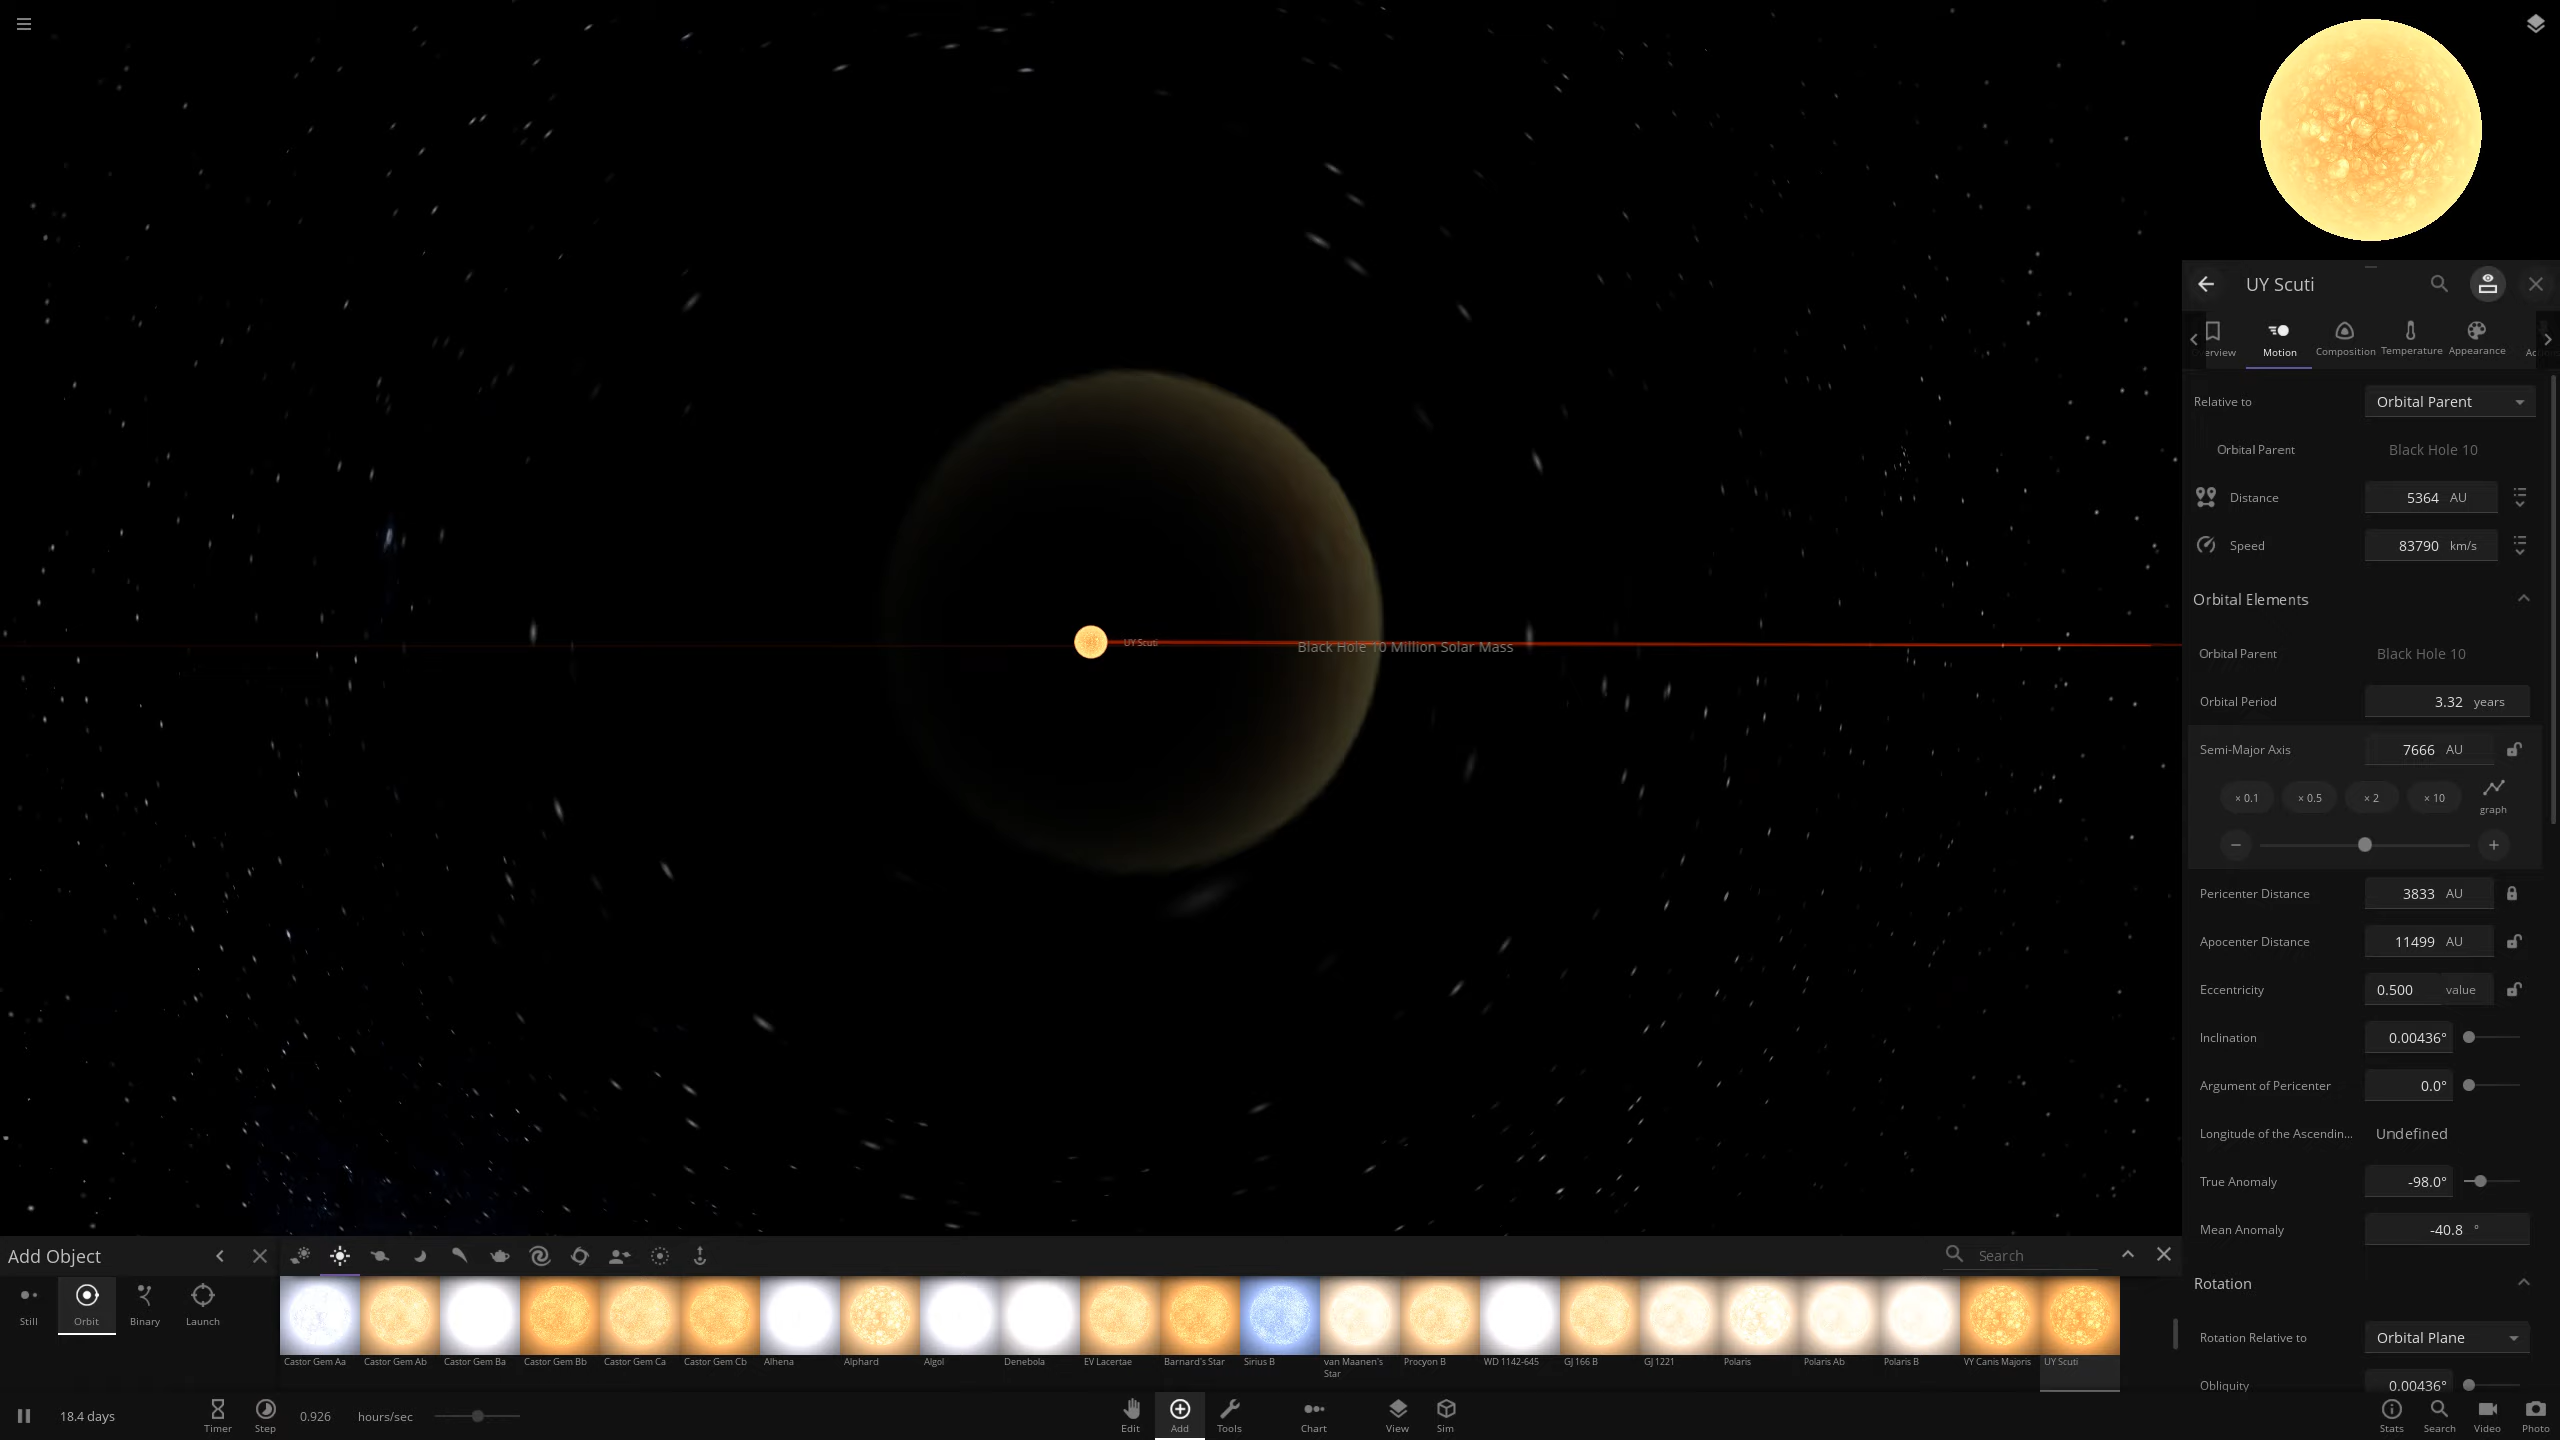 UY Scuti
erview
Motion
Composition
Temperature
Appearance
Relative to
Orbital Parent
Orbital Parent
Black Hole 10
Distance
5364 AU
Speed
83790 km/s
Orbital Elements
Orbital Parent
Black Hole 10
Orbital Period
3.32 years
Semi-Major Axis
7666 AU
× 0.1
× 0.5
× 2
× 10
graph
Pericenter Distance
3833 AU
Apocenter Distance
11499 AU
Eccentricity
0.500 value
Inclination
0.00436°
Argument of Pericenter
0.0°
Longitude of the Ascendin...
Undefined
True Anomaly
-98.0°
Mean Anomaly
-40.8 °
Rotation
Rotation Relative to
Orbital Plane
Obliquity
0.00436°
UY Scuti
Black Hole 10 Million Solar Mass
Add Object
Search
Still
Orbit
Binary
Launch
Castor Gem Aa
Castor Gem Ab
Castor Gem Ba
Castor Gem Bb
Castor Gem Ca
Castor Gem Cb
Alhena
Alphard
Algol
Denebola
EV Lacertae
Barnard's Star
Sirius B
van Maanen's
Star
Procyon B
WD 1142-645
GJ 166 B
GJ 1221
Polaris
Polaris Ab
Polaris B
VY Canis Majoris
UY Scuti
18.4 days
Timer
Step
0.926 hours/sec
Edit
Add
Tools
Chart
View
Sim
Stats
Search
Video
Photo